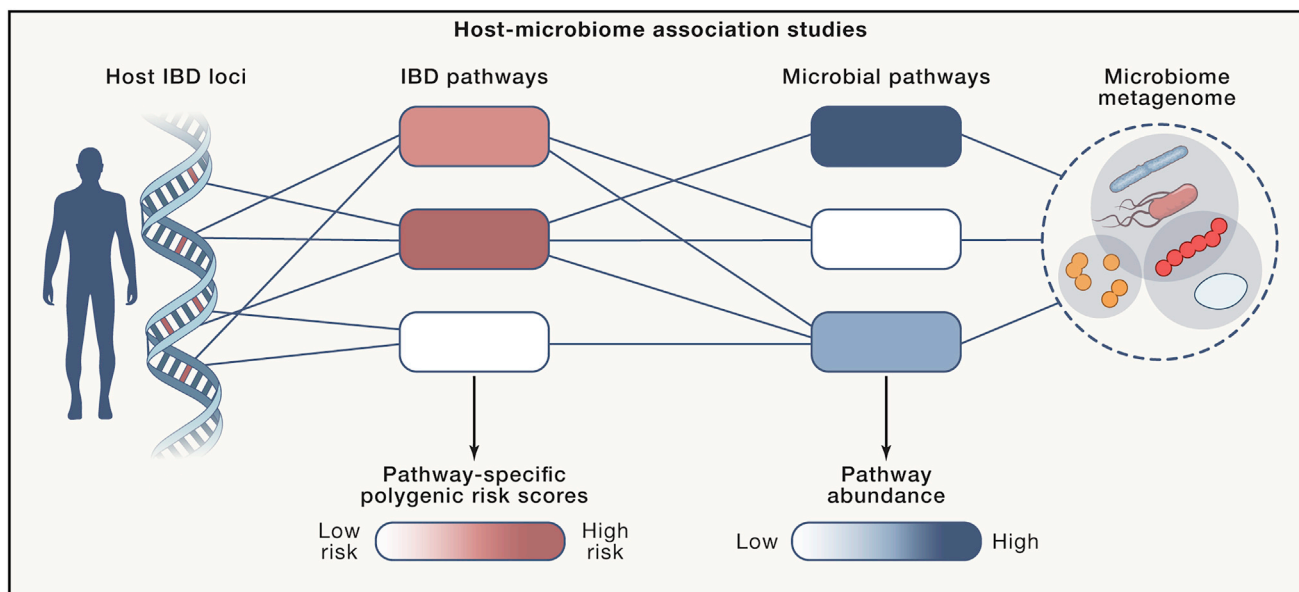 Host-microbiome association studies
Host IBD loci
IBD pathways
Microbial pathways
Microbiome
metagenome
Pathway-specific
polygenic risk scores
Low
risk
High
risk
Pathway
abundance
Low
High